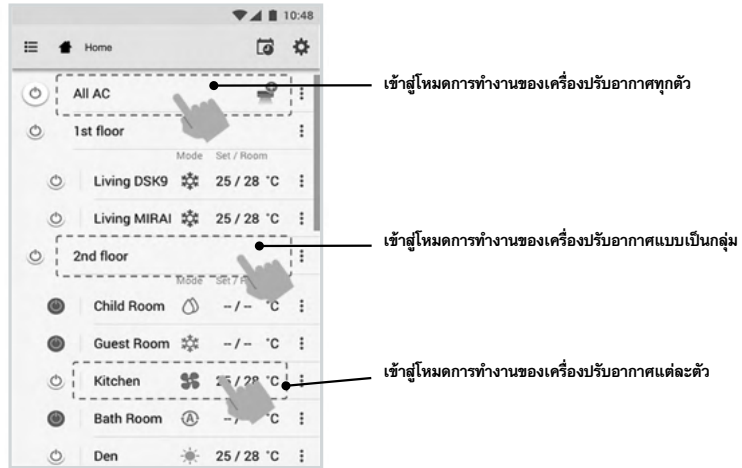 10:48
Home
All AC
เข้าสู่โหมดการทำงานของเครื่องปรับอากาศทุกตัว
1st floor
Mode Set / Room
Living DSK9 25 / 28 °C
Living MIRAI 25 / 28 °C
2nd floor
เข้าสู่โหมดการทำงานของเครื่องปรับอากาศแบบเป็นกลุ่ม
Mode Set /
Child Room -- / -- °C
Guest Room -- / -- °C
Kitchen 25 / 28 °C
เข้าสู่โหมดการทำงานของเครื่องปรับอากาศแต่ละตัว
Bath Room A -- / -- °C
Den 25 / 28 °C